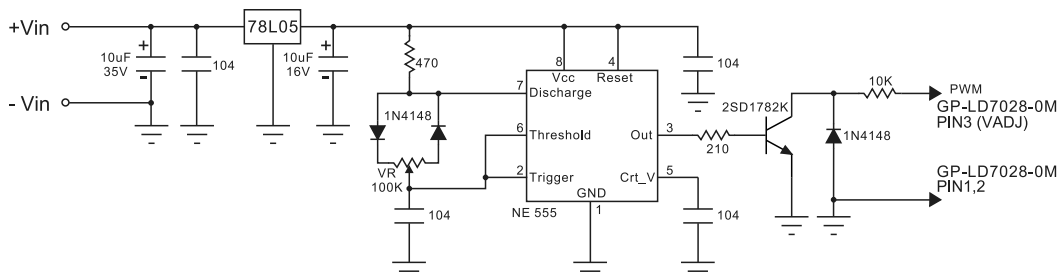 +Vin
- Vin
+
10uF
35V
-
104
78L05
+
10uF
16V
-
470
1N4148
VR
100K
104
7
6
2
8
4
Vcc
Reset
Discharge
Threshold
Trigger
Out
Crt_V
GND
NE 555
1
3
5
104
104
210
2SD1782K
1N4148
10K
PWM
GP-LD7028-0M
PIN3 (VADJ)
GP-LD7028-0M
PIN1,2